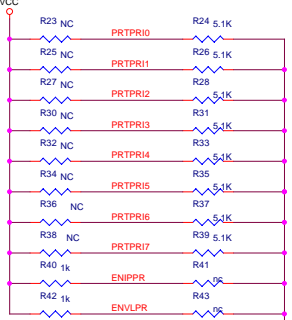 VCC
R23 NC PRTPRI0 R24 5.1K
R25 NC PRTPRI1 R26 5.1K
R27 NC PRTPRI2 R28 5.1K
R30 NC PRTPRI3 R31 5.1K
R32 NC PRTPRI4 R33 5.1K
R34 NC PRTPRI5 R35 5.1K
R36 NC PRTPRI6 R37 5.1K
R38 NC PRTPRI7 R39 5.1K
R40 1k ENIPPR R41 nc
R42 1k ENVLPR R43 nc